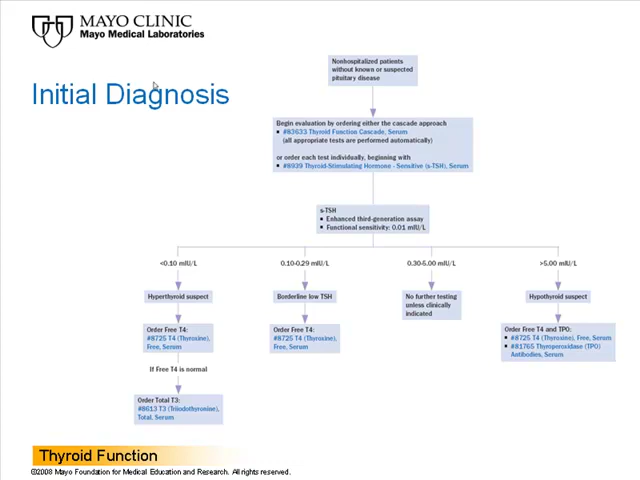 MAYO CLINIC
Mayo Medical Laboratories
Initial Diagnosis
Nonhospitalized patients
without known or suspected
pituitary disease
Begin evaluation by ordering either the cascade approach
▪ #83633 Thyroid Function Cascade, Serum
(all appropriate tests are performed automatically)
or order each test individually, beginning with
▪ #8939 Thyroid-Stimulating Hormone - Sensitive (s-TSH), Serum
s-TSH
▪ Enhanced third-generation assay
▪ Functional sensitivity: 0.01 mIU/L
<0.10 mIU/L
0.10-0.29 mIU/L
0.30-5.00 mIU/L
>5.00 mIU/L
Hyperthyroid suspect
Borderline low TSH
No further testing
unless clinically
indicated
Hypothyroid suspect
Order Free T4:
#8725 T4 (Thyroxine),
Free, Serum
Order Free T4:
#8725 T4 (Thyroxine),
Free, Serum
Order Free T4 and TPO:
▪ #8725 T4 (Thyroxine), Free, Serum
▪ #81765 Thyroperoxidase (TPO)
Antibodies, Serum
If Free T4 is normal
Order Total T3:
#8613 T3 (Triiodothyronine),
Total, Serum
Thyroid Function
©2008 Mayo Foundation for Medical Education and Research. All rights reserved.